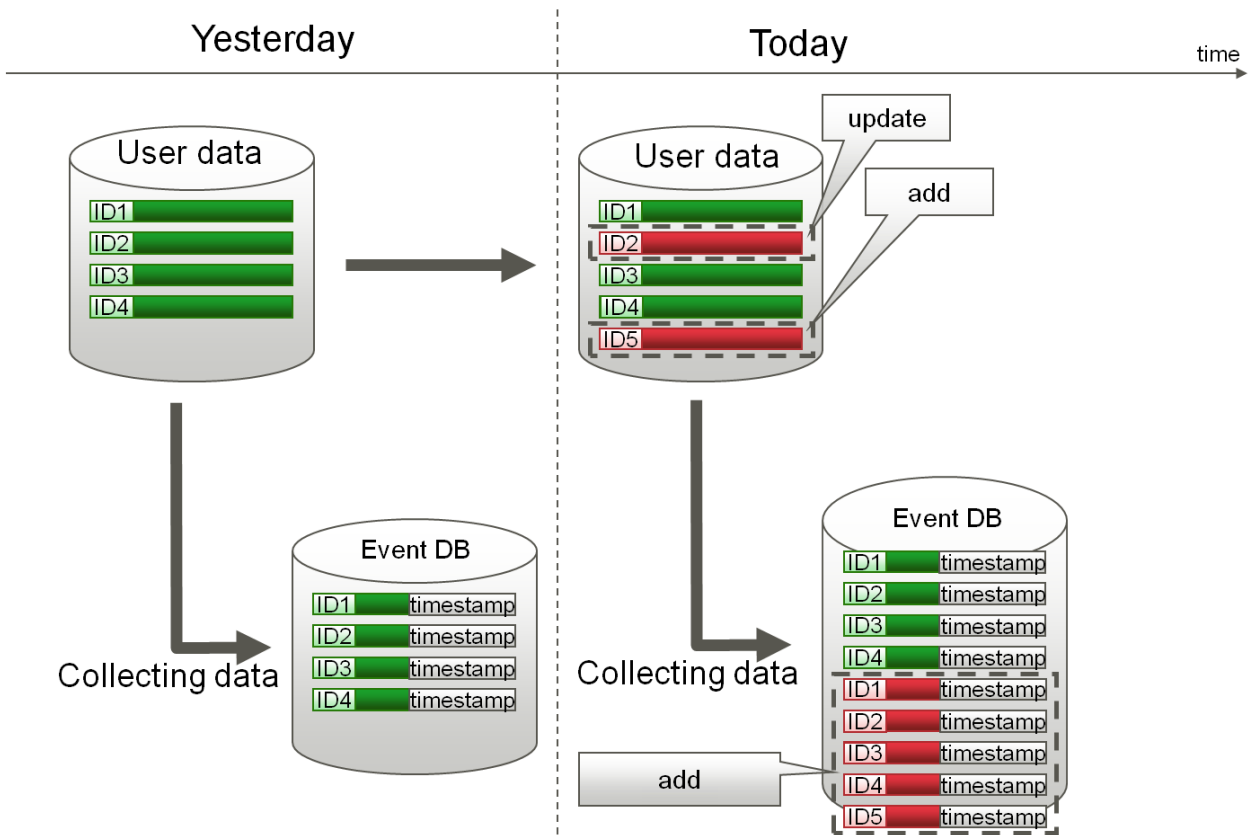 Yesterday
Today
time
User data
ID1
ID2
ID3
ID4
User data
ID1
ID2
ID3
ID4
ID5
update
add
Collecting data
Event DB
ID1 timestamp
ID2 timestamp
ID3 timestamp
ID4 timestamp
Collecting data
Event DB
ID1 timestamp
ID2 timestamp
ID3 timestamp
ID4 timestamp
ID1 timestamp
ID2 timestamp
ID3 timestamp
ID4 timestamp
ID5 timestamp
add